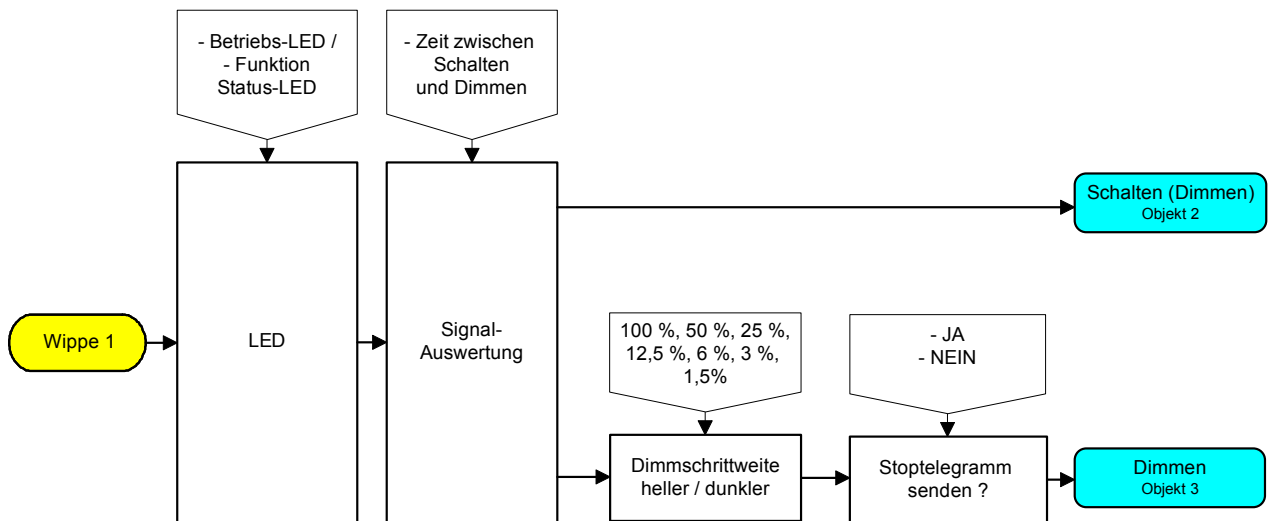 - Betriebs-LED /
- Funktion
Status-LED
- Zeit zwischen
Schalten
und Dimmen
Schalten (Dimmen)
Objekt 2
Wippe 1
LED
Signal-
Auswertung
100 %, 50 %, 25 %,
12,5 %, 6 %, 3 %,
1,5%
- JA
- NEIN
Dimmschrittweite
heller / dunkler
Stoptelegramm
senden ?
Dimmen
Objekt 3